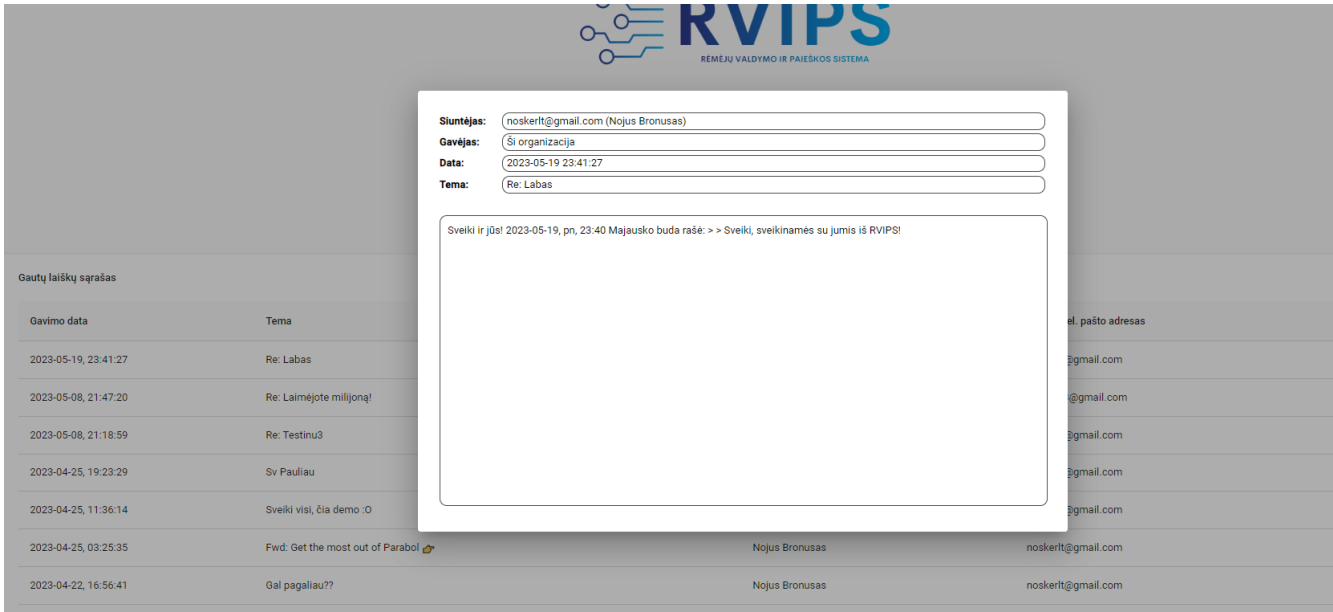 RVIPS
RĖMĖJŲ VALDYMO IR PAIEŠKOS SISTEMA
Siuntėjas: noskerlt@gmail.com (Nojus Bronusas)
Gavėjas: Ši organizacija
Data: 2023-05-19 23:41:27
Tema: Re: Labas
Sveiki ir jūs! 2023-05-19, pn, 23:40 Majausko buda rašė: > > Sveiki, sveikinamės su jumis iš RVIPS!
Gautų laiškų sąrašas
Gavimo data Tema el. pašto adresas
2023-05-19, 23:41:27 Re: Labas @gmail.com
2023-05-08, 21:47:20 Re: Laimėjote milijoną! @gmail.com
2023-05-08, 21:18:59 Re: Testinu3 @gmail.com
2023-04-25, 19:23:29 Sv Pauliau @gmail.com
2023-04-25, 11:36:14 Sveiki visi, čia demo :O @gmail.com
2023-04-25, 03:25:35 Fwd: Get the most out of Parabol 👉 Nojus Bronusas noskerlt@gmail.com
2023-04-22, 16:56:41 Gal pagaliau?? Nojus Bronusas noskerlt@gmail.com